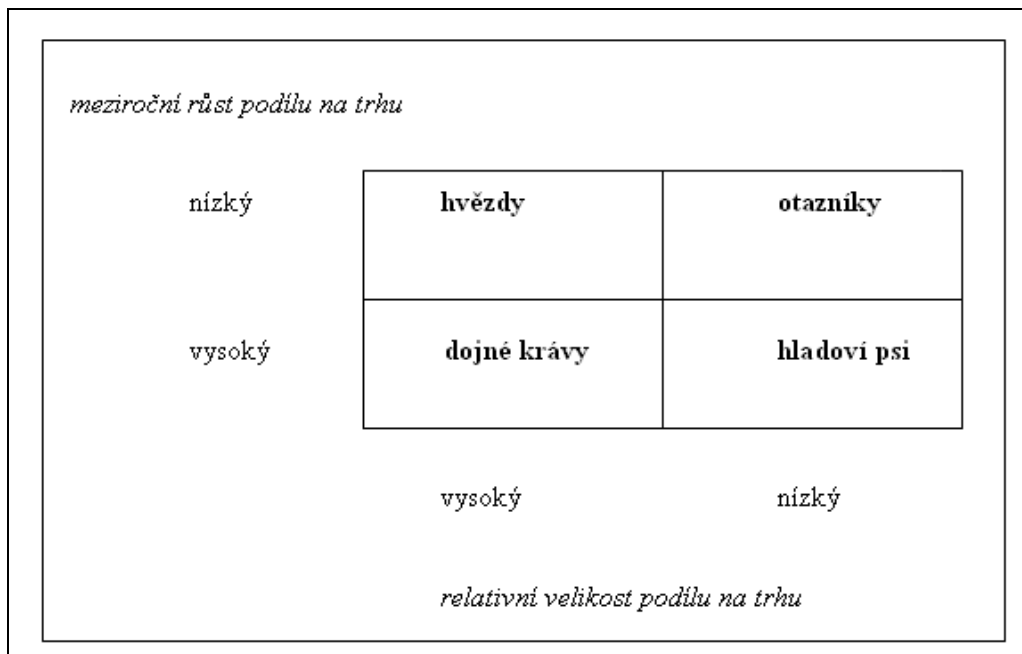 meziroční růst podílu na trhu
nízký hvězdy otazníky
vysoký dojné krávy hladoví psi
vysoký nízký
relativní velikost podílu na trhu